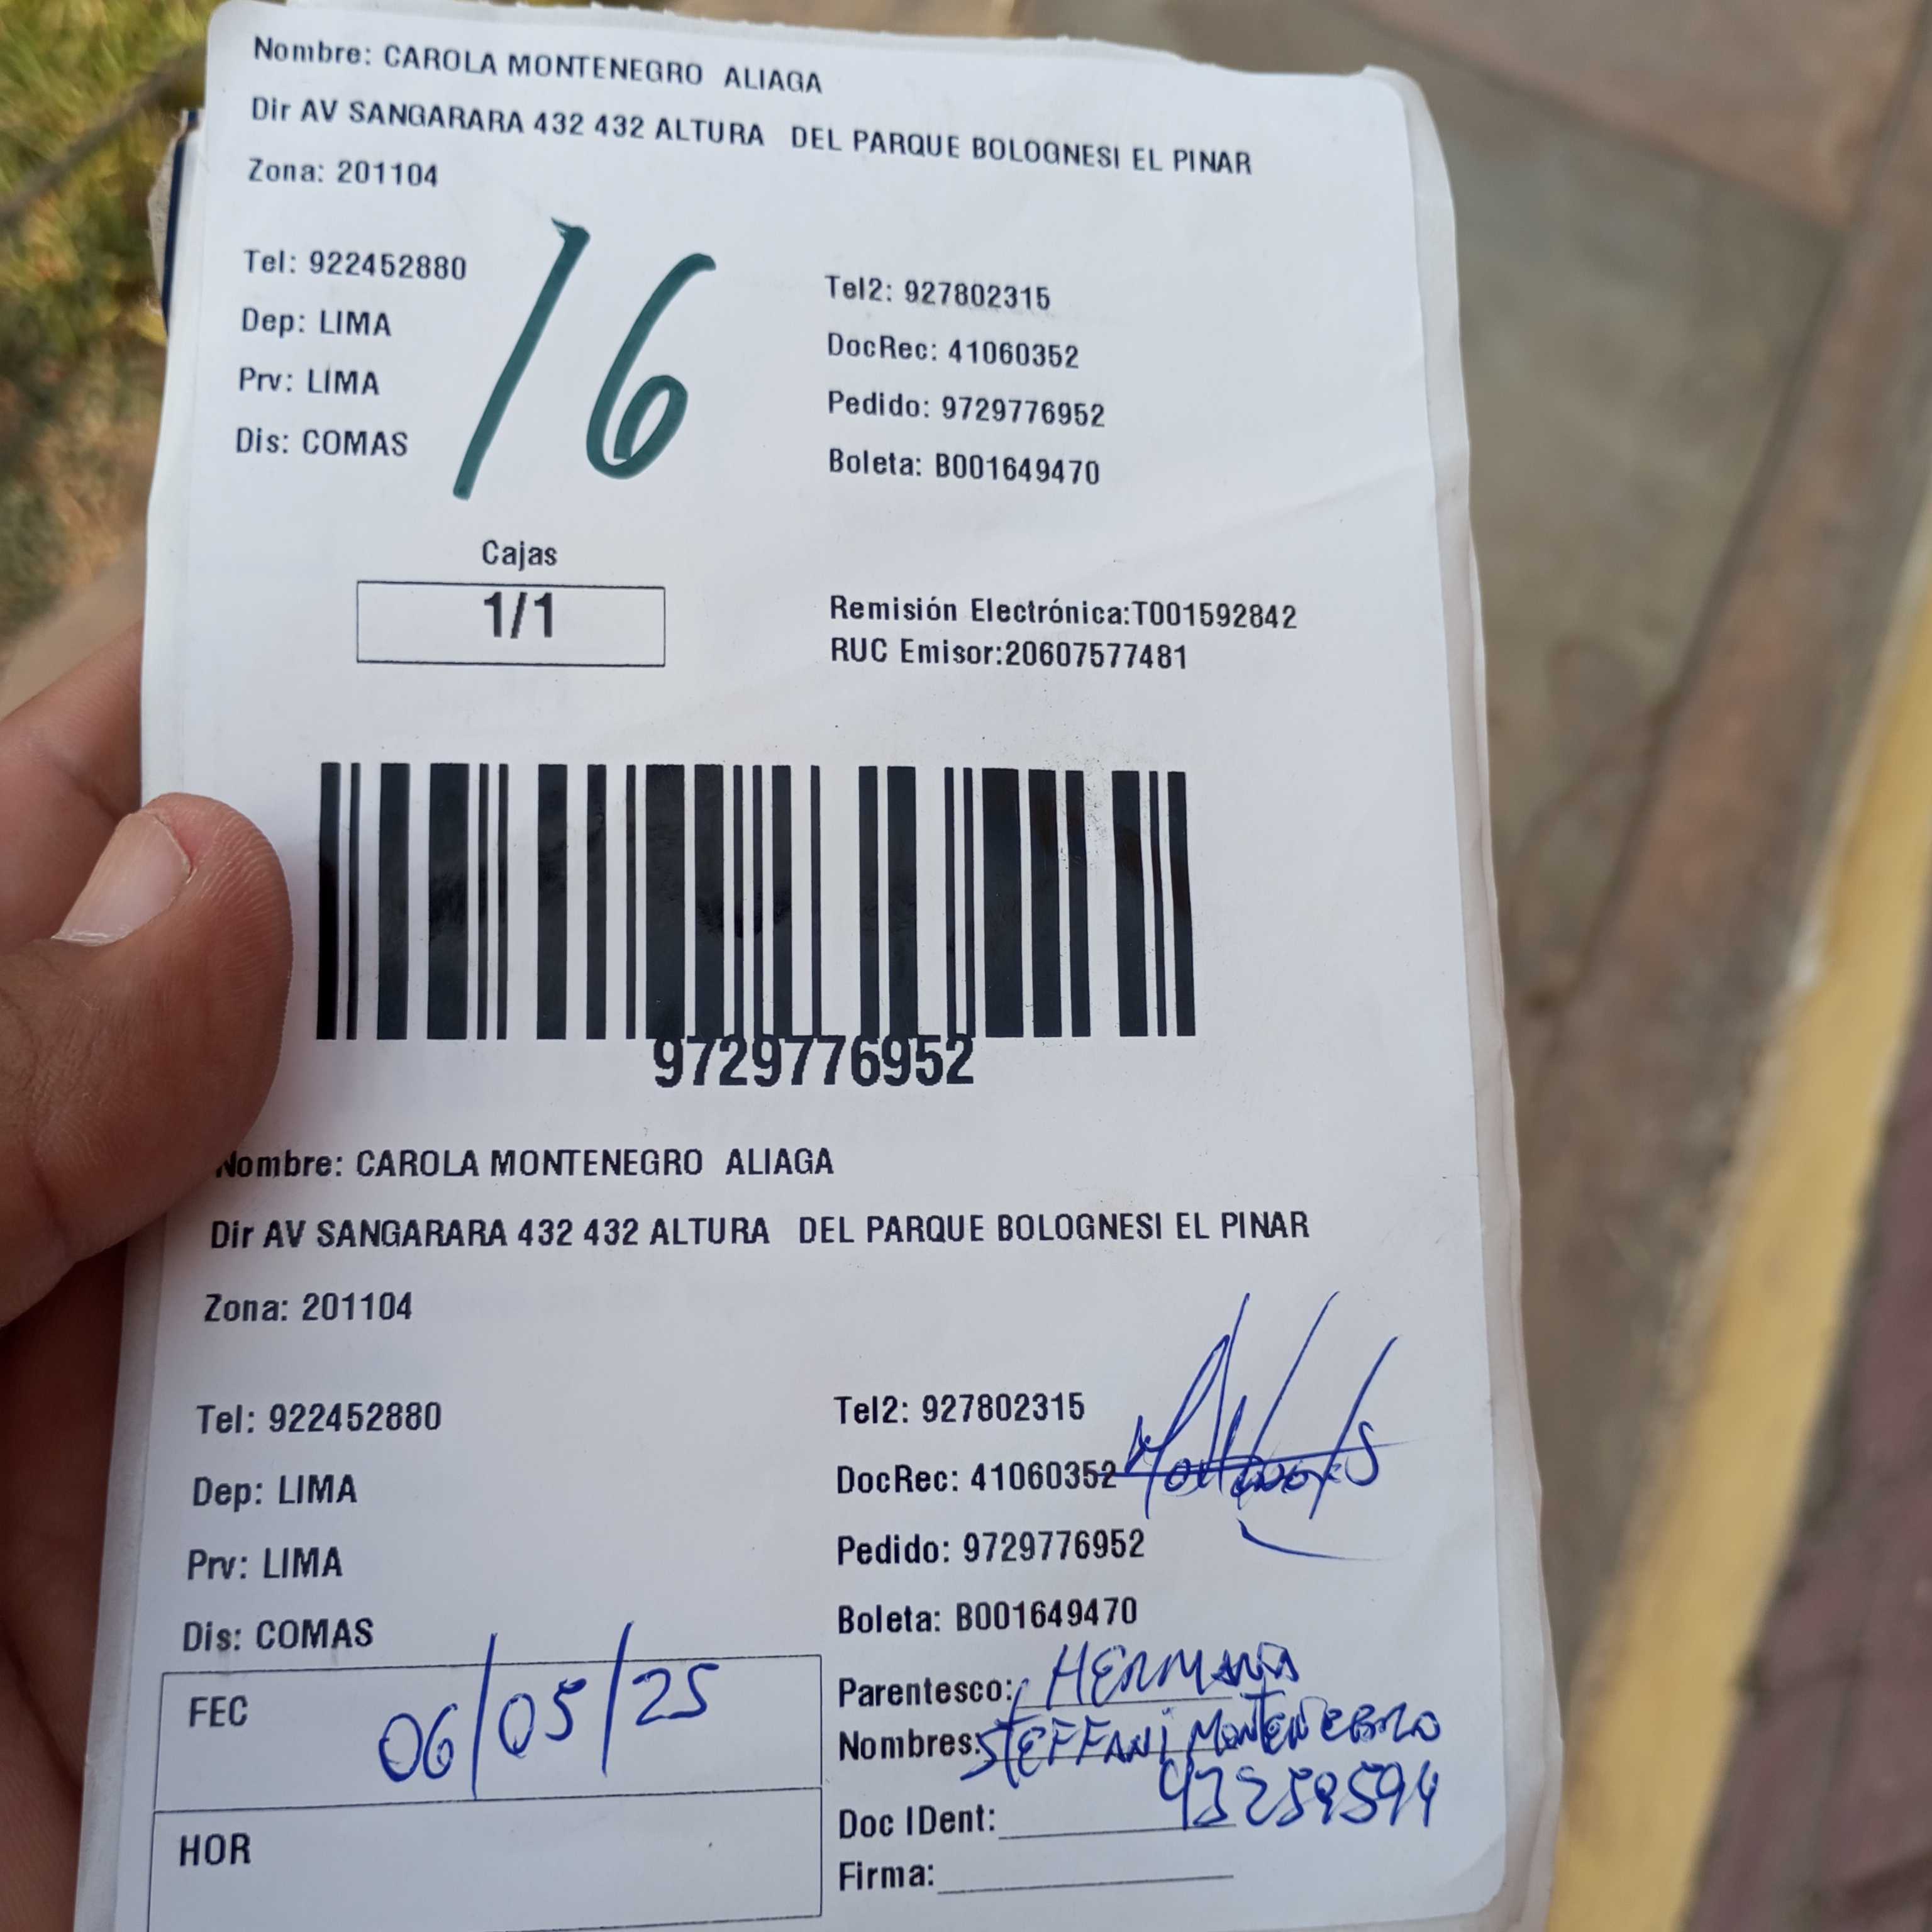 Nombre: CAROLA MONTENEGRO ALIAGA
Dir AV SANGARARA 432 432 ALTURA DEL PARQUE BOLOGNESI EL PINAR
Zona: 201104
16
Tel: 922452880
Tel2: 927802315
Dep: LIMA
DocRec: 41060352
Prv: LIMA
Pedido: 9729776952
Dis: COMAS
Boleta: B001649470
Cajas
1/1
Remisión Electrónica:T001592842
RUC Emisor:20607577481
9729776952
Nombre: CAROLA MONTENEGRO ALIAGA
Dir AV SANGARARA 432 432 ALTURA DEL PARQUE BOLOGNESI EL PINAR
Zona: 201104
Tel: 922452880
Tel2: 927802315
Dep: LIMA
DocRec: 41060352
Prv: LIMA
Pedido: 9729776952
Dis: COMAS
Boleta: B001649470
FEC 06/05/25
Parentesco: HERMANA
Nombres: STEFFANI MONTENEGRO
HOR
Doc IDent:
Firma: